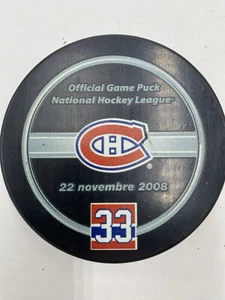 Official Game Puck
National Hockey League
CH
22 novembre 2008
33